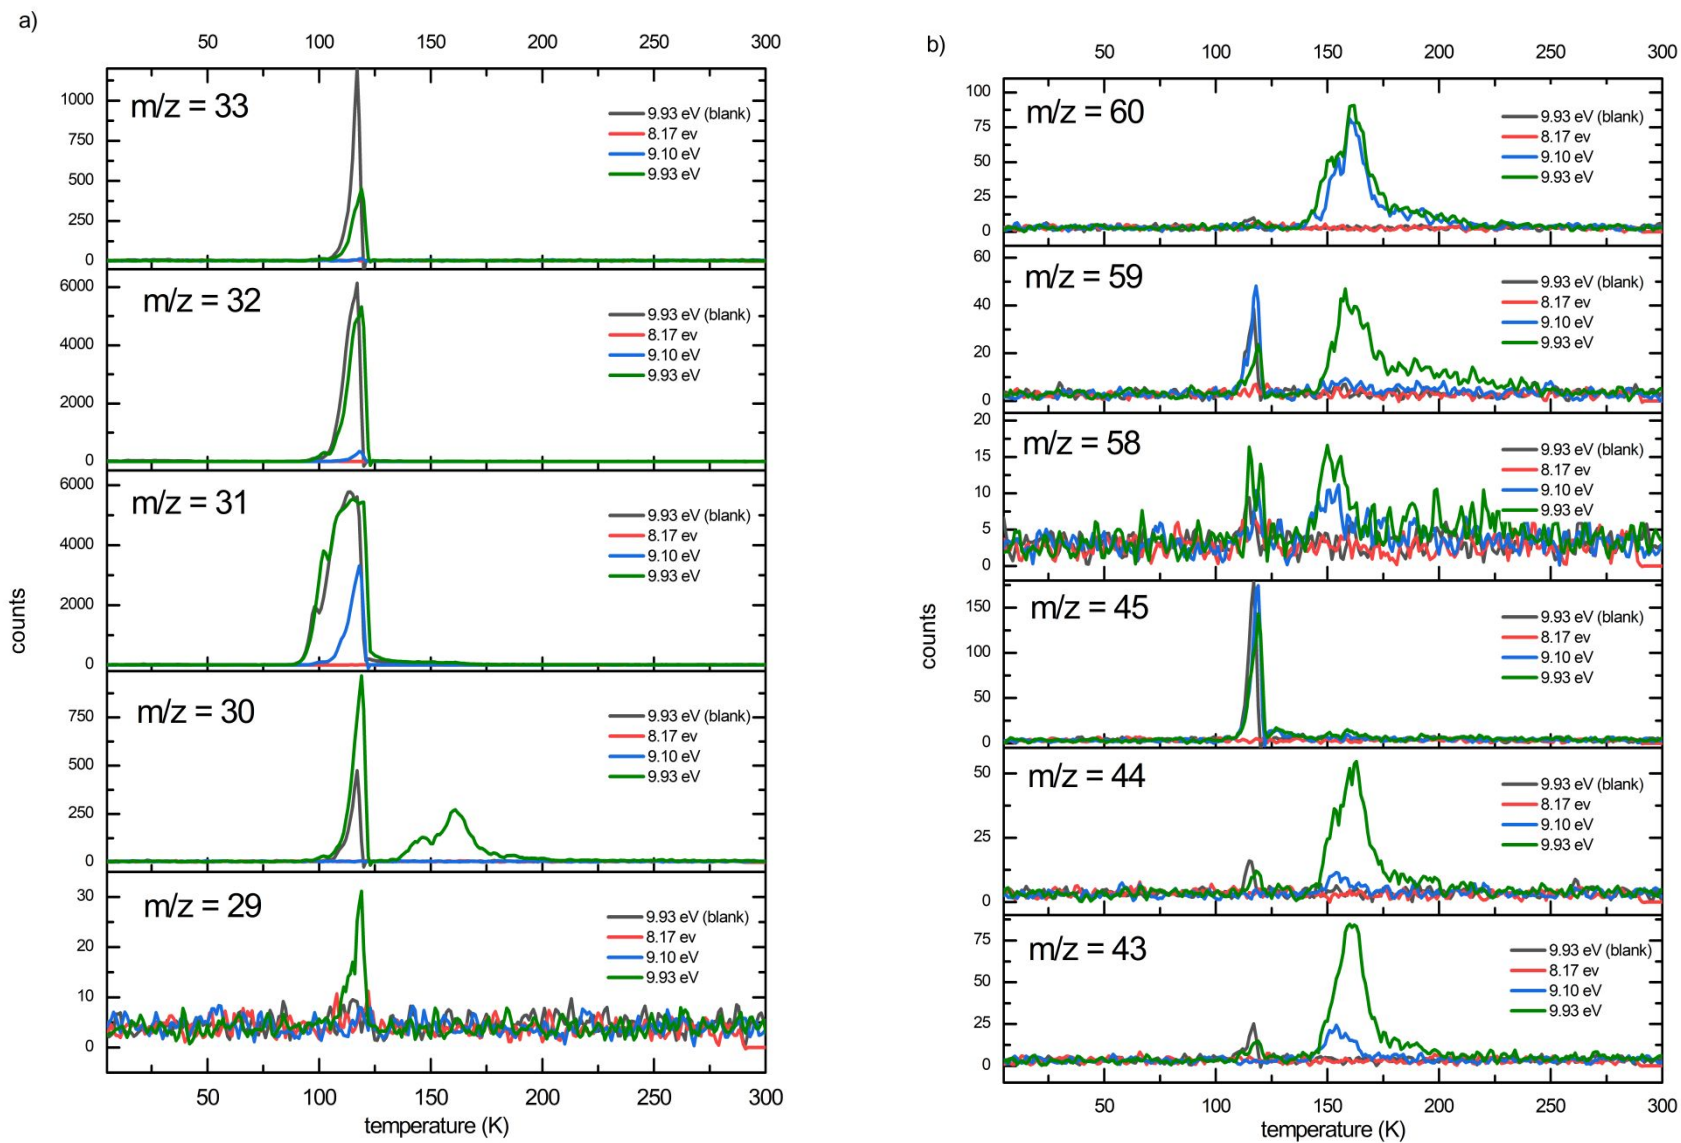 a)
50 100 150 200 250 300
m/z = 33
1000
750
500
250
0
9.93 eV (blank)
8.17 ev
9.10 eV
9.93 eV
m/z = 32
6000
4000
2000
0
9.93 eV (blank)
8.17 ev
9.10 eV
9.93 eV
m/z = 31
6000
4000
2000
0
9.93 eV (blank)
8.17 ev
9.10 eV
9.93 eV
counts
m/z = 30
750
500
250
0
9.93 eV (blank)
8.17 ev
9.10 eV
9.93 eV
m/z = 29
30
20
10
0
9.93 eV (blank)
8.17 ev
9.10 eV
9.93 eV
50 100 150 200 250 300
temperature (K)
b)
50 100 150 200 250 300
m/z = 60
100
75
50
25
0
9.93 eV (blank)
8.17 ev
9.10 eV
9.93 eV
m/z = 59
60
40
20
0
9.93 eV (blank)
8.17 ev
9.10 eV
9.93 eV
m/z = 58
20
15
10
5
0
9.93 eV (blank)
8.17 ev
9.10 eV
9.93 eV
m/z = 45
150
100
50
0
9.93 eV (blank)
8.17 ev
9.10 eV
9.93 eV
counts
m/z = 44
50
25
0
9.93 eV (blank)
8.17 ev
9.10 eV
9.93 eV
m/z = 43
75
50
25
0
9.93 eV (blank)
8.17 ev
9.10 eV
9.93 eV
50 100 150 200 250 300
temperature (K)